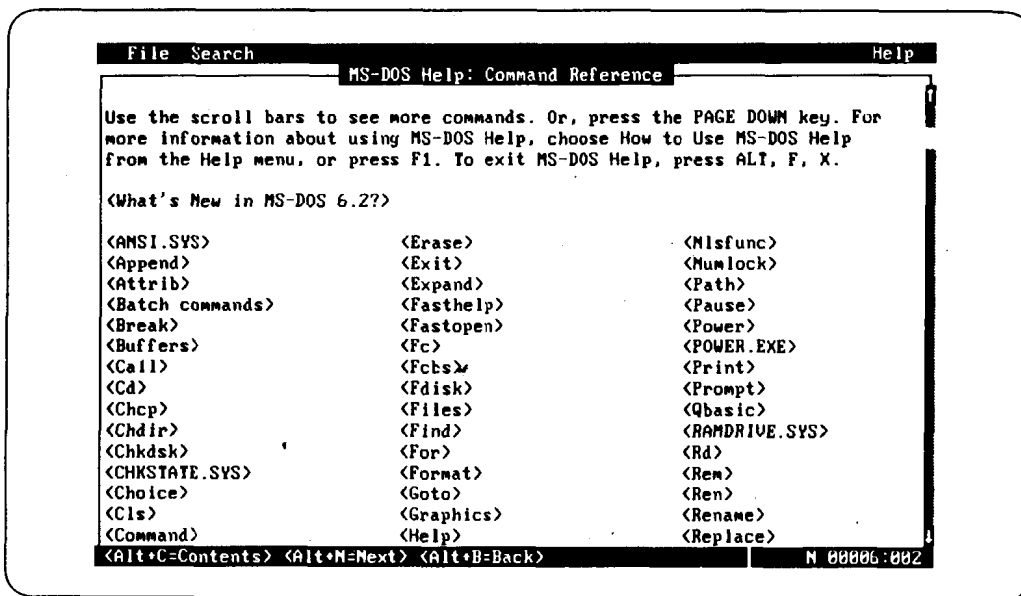 File Search Help
MS-DOS Help: Command Reference
Use the scroll bars to see more commands. Or, press the PAGE DOWN key. For
more information about using MS-DOS Help, choose How to Use MS-DOS Help
from the Help menu, or press F1. To exit MS-DOS Help, press ALT, F, X.
<What's New in MS-DOS 6.2?>
<ANSI.SYS> <Erase> <Nlsfunc>
<Append> <Exit> <Numlock>
<Attrib> <Expand> <Path>
<Batch commands> <Fasthelp> <Pause>
<Break> <Fastopen> <Power>
<Buffers> <Fc> <POWER.EXE>
<Call> <Fcbs> <Print>
<Cd> <Fdisk> <Prompt>
<Chcp> <Files> <Qbasic>
<Chdir> <Find> <RAMDRIVE.SYS>
<Chkdsk> <For> <Rd>
<CHKSTATE.SYS> <Format> <Rem>
<Choice> <Goto> <Ren>
<Cls> <Graphics> <Rename>
<Command> <Help> <Replace>
<Alt+C=Contents> <Alt+N=Next> <Alt+B=Back> N 00006:002